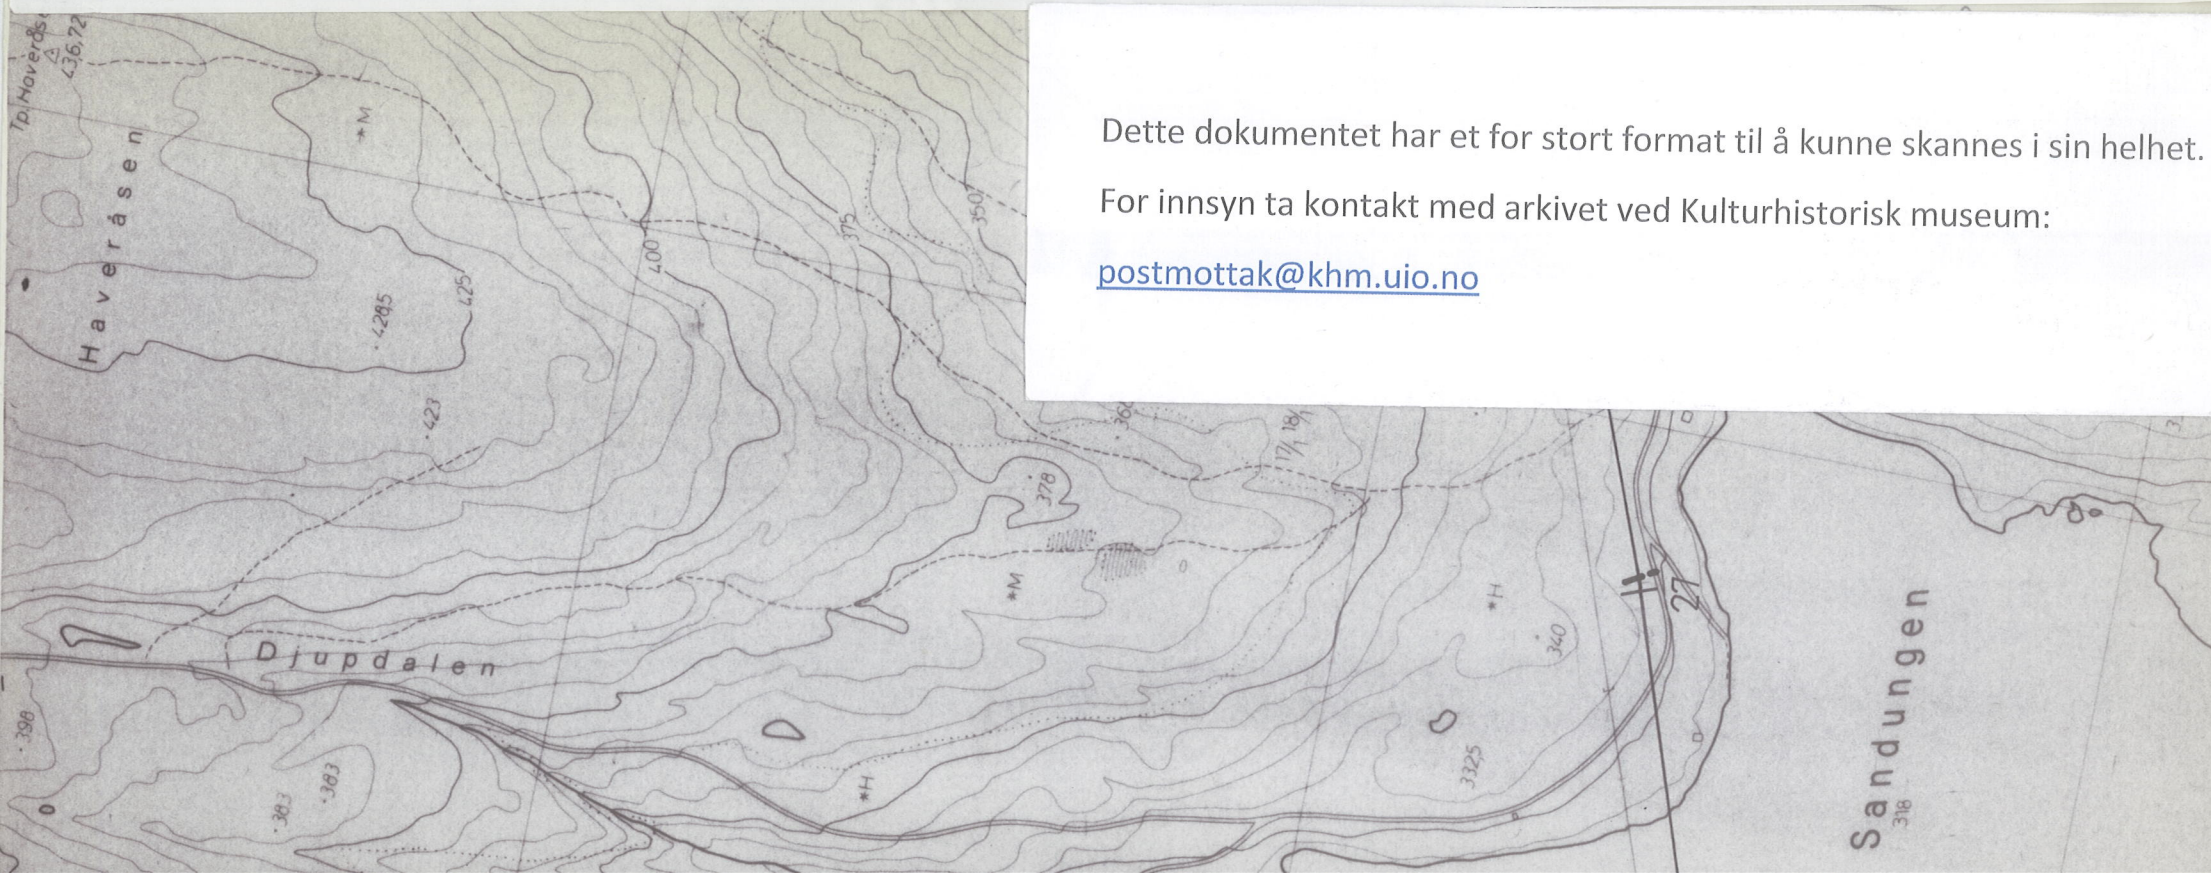 Tp. Haveråse
436,72
Haveråsen
*M
428,5
425
423
400
375
350
Dette dokumentet har et for stort format til å kunne skannes i sin helhet.
For innsyn ta kontakt med arkivet ved Kulturhistorisk museum:
postmottak@khm.uio.no
17/1 18/1
378
*M
*H
340
27
Djupdalen
398
383
383
*H
332,5
Sandungen
318